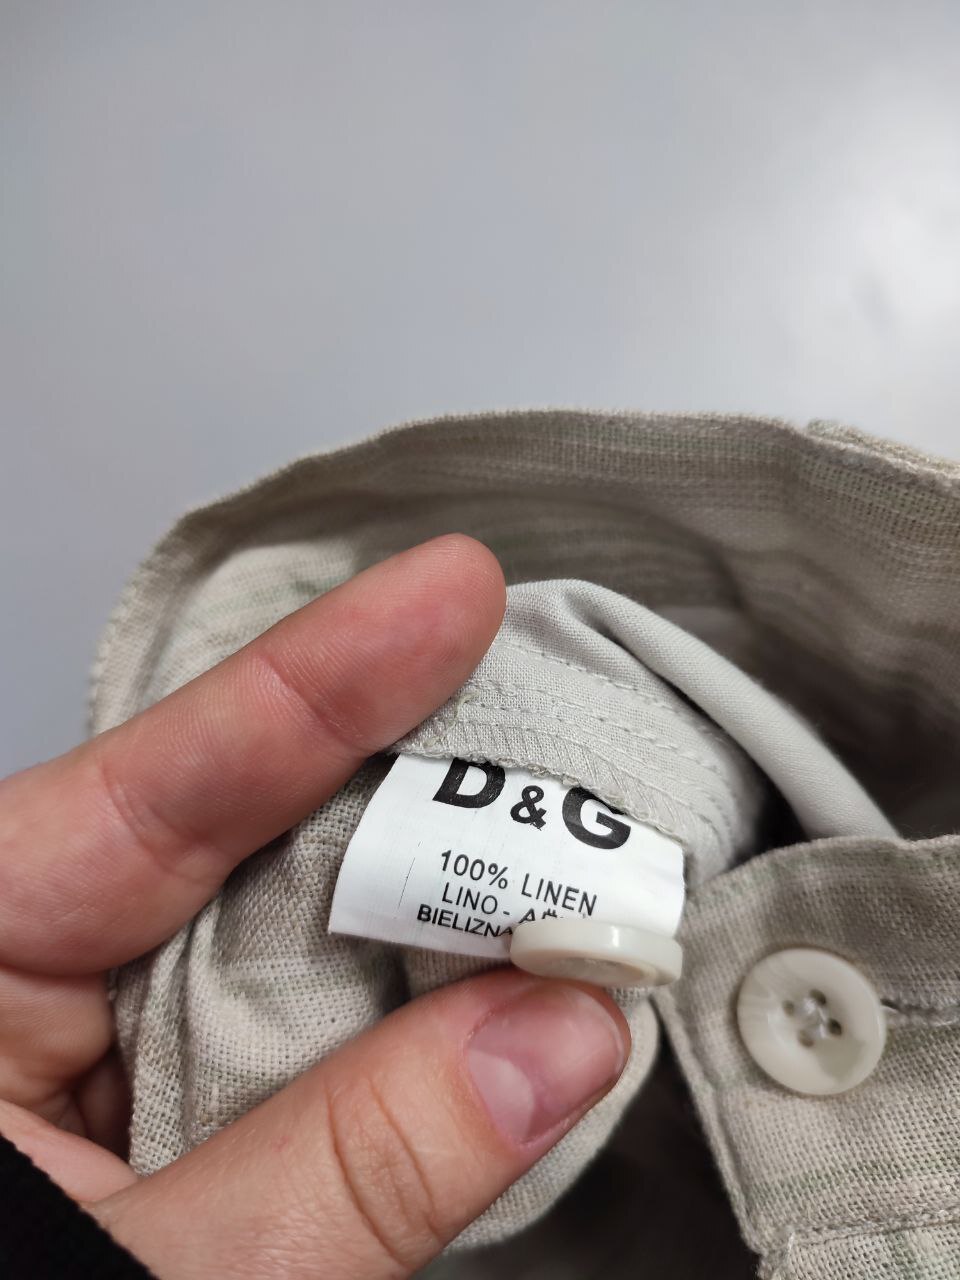 D&G
100% LINEN
LINO -
BIELIZNA